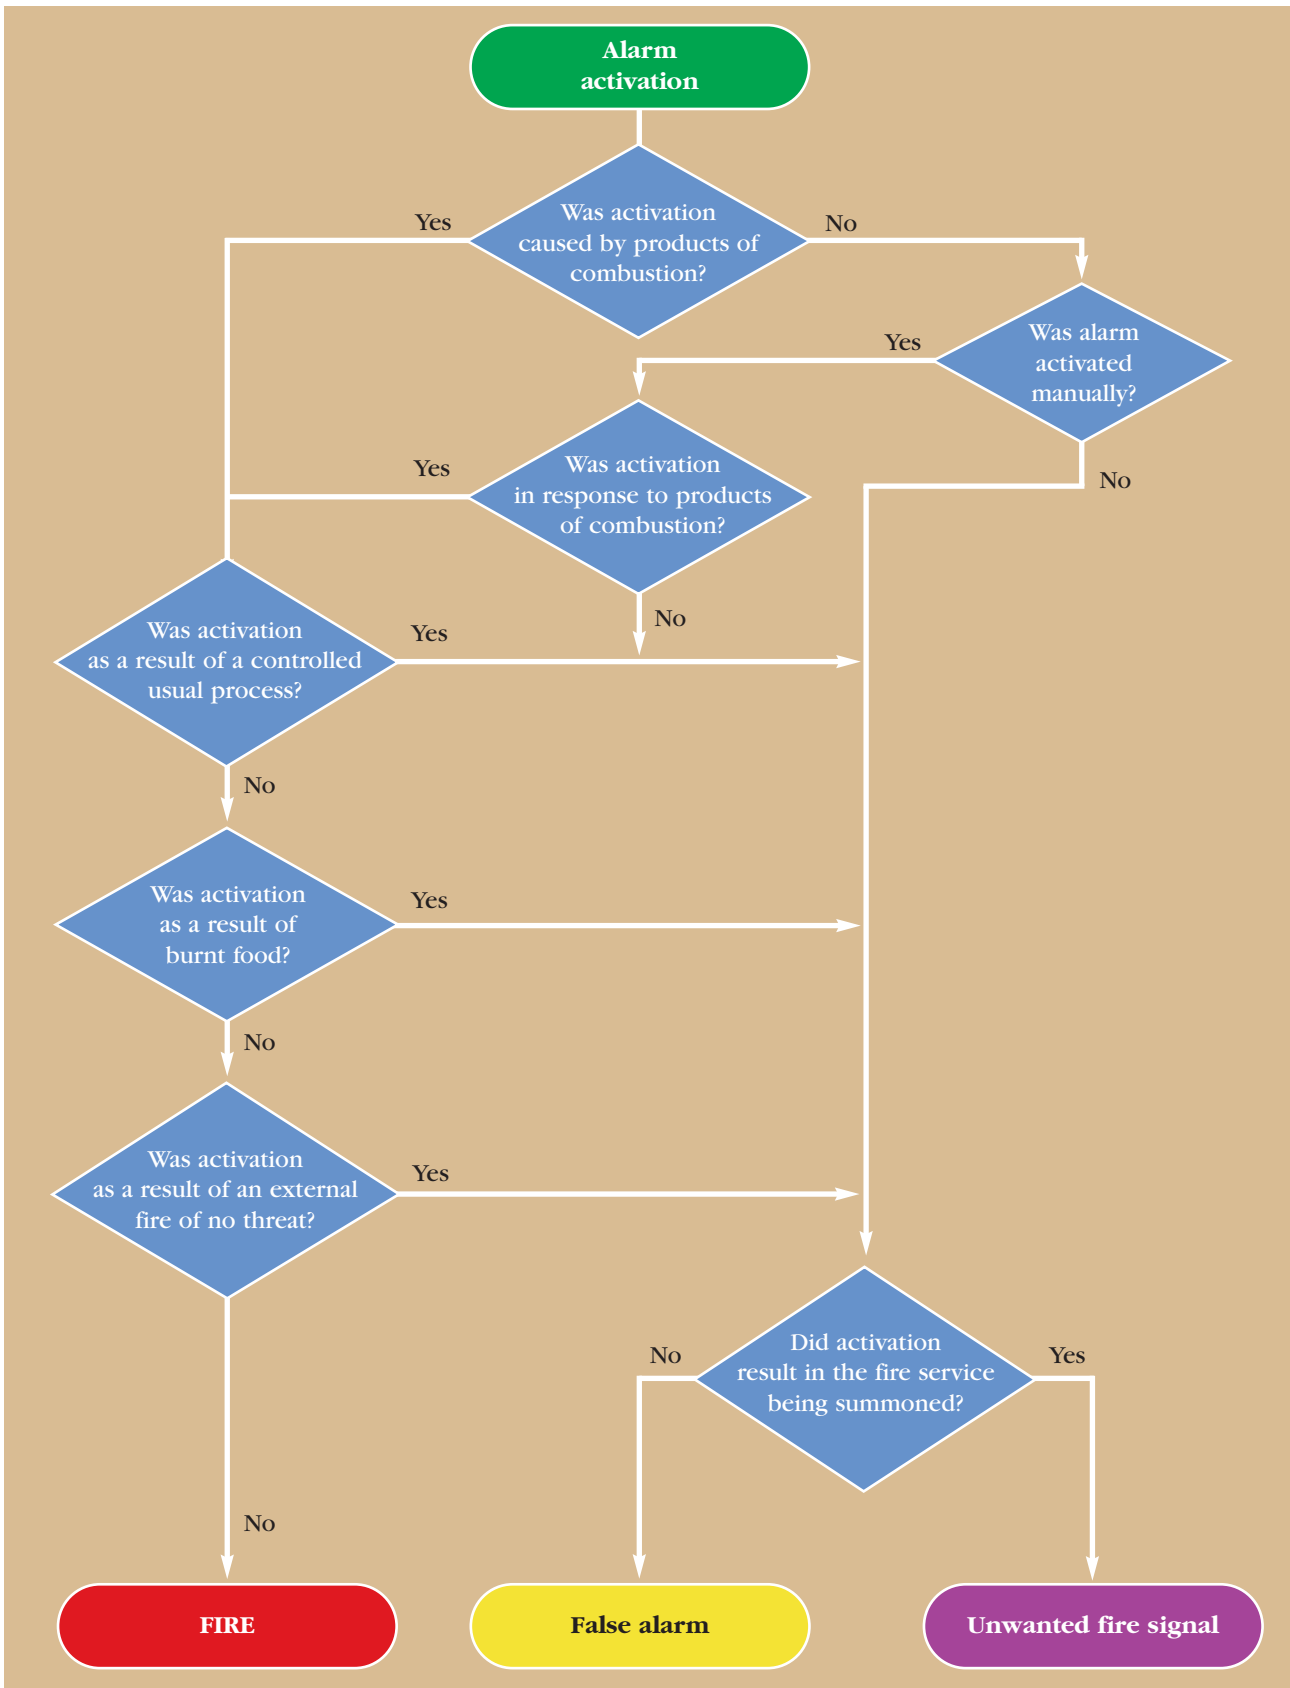 Alarm
activation
Was activation
caused by products of
combustion?
Yes
No
Was alarm
activated
manually?
Yes
No
Was activation
in response to products
of combustion?
Yes
No
Was activation
as a result of a controlled
usual process?
Yes
No
Was activation
as a result of
burnt food?
Yes
No
Was activation
as a result of an external
fire of no threat?
Yes
No
Did activation
result in the fire service
being summoned?
No
Yes
FIRE
False alarm
Unwanted fire signal